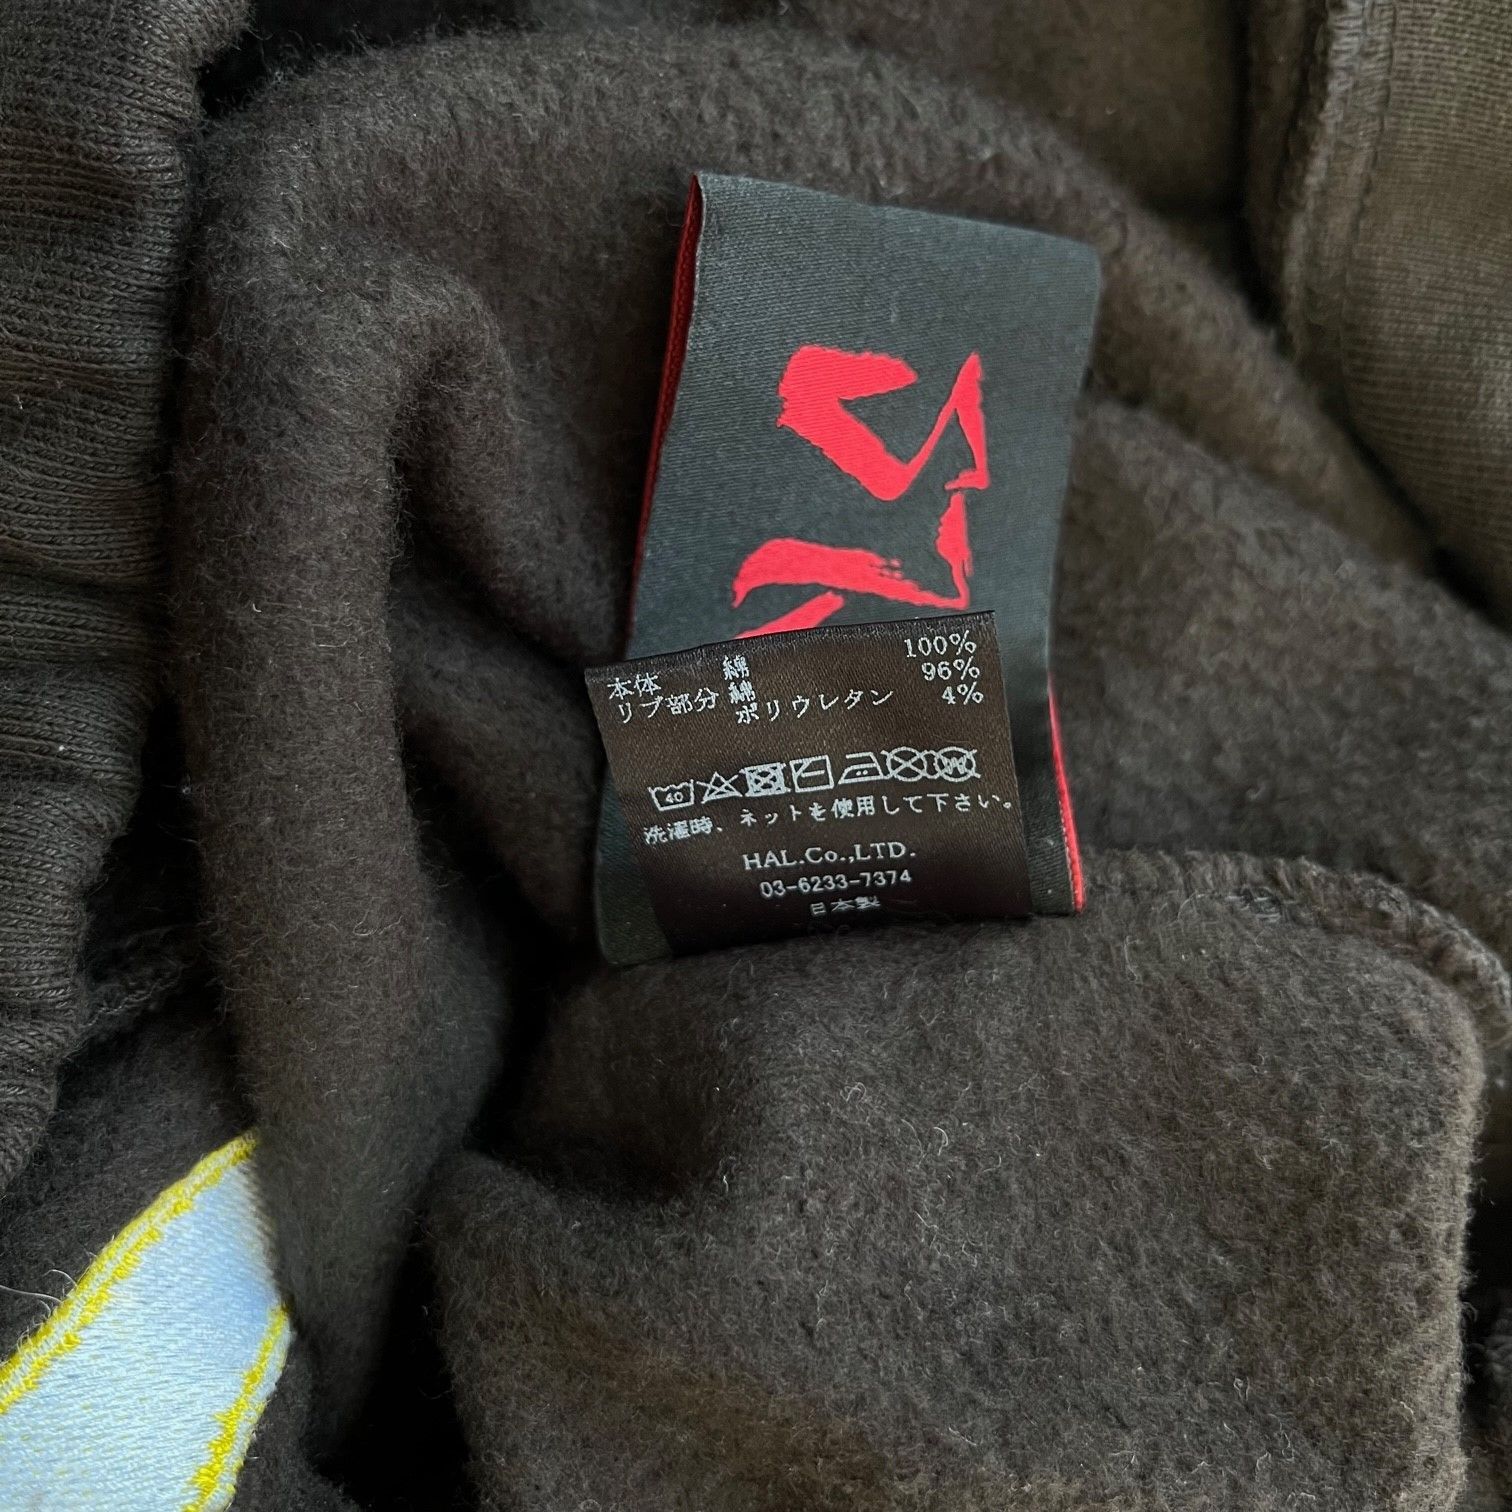 本体 綿 100%
リブ部分 綿 96%
ポリウレタン 4%
40 W
洗濯時、ネットを使用して下さい。
HAL.Co.,LTD.
03-6233-7374
日本製